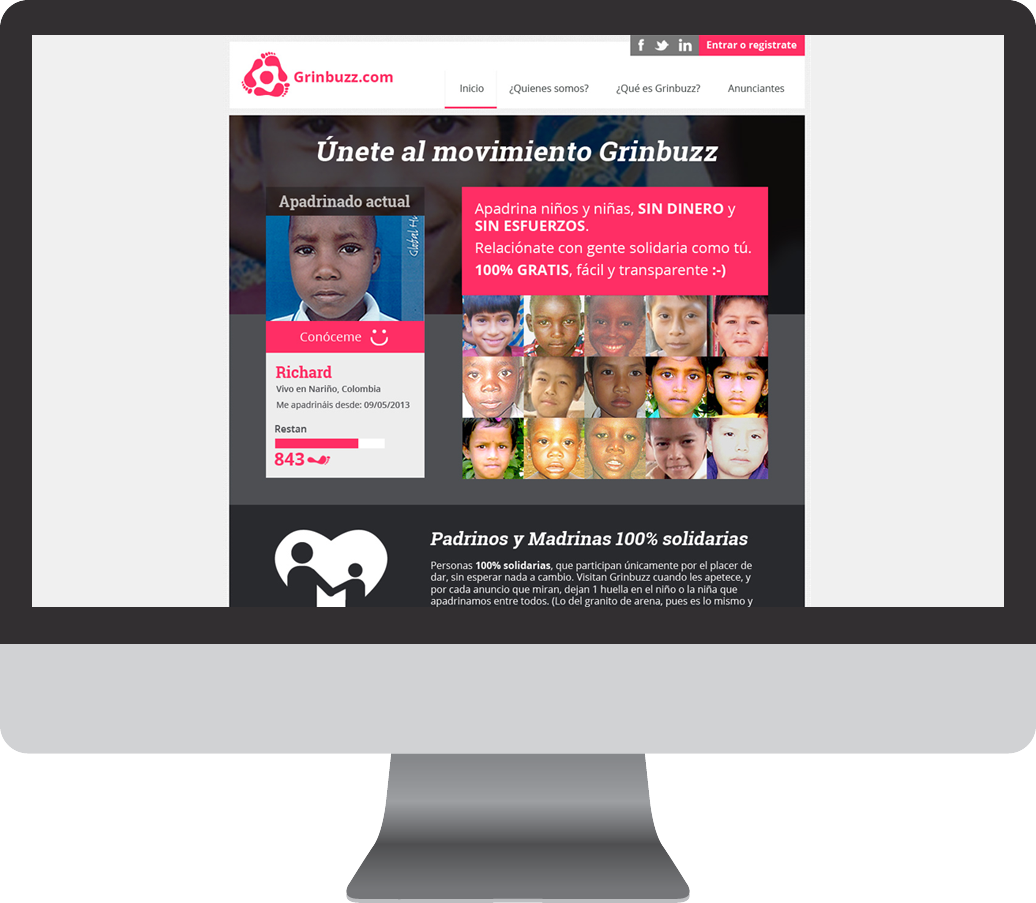 Entrar o registrate
Grinbuzz.com
Inicio
¿Quienes somos?
¿Qué es Grinbuzz?
Anunciantes
Únete al movimiento Grinbuzz
Apadrinado actual
Conóceme
Richard
Vivo en Nariño, Colombia
Me apadrináis desde: 09/05/2013
Restan
843
Apadrina niños y niñas, SIN DINERO y
SIN ESFUERZOS.
Relaciónate con gente solidaria como tú.
100% GRATIS, fácil y transparente :-)
Padrinos y Madrinas 100% solidarias
Personas 100% solidarias, que participan únicamente por el placer de
dar, sin esperar nada a cambio. Visitan Grinbuzz cuando les apetece, y
por cada anuncio que miran, dejan 1 huella en el niño o la niña que
apadrinamos entre todos. (Lo del granito de arena, pues es lo mismo y